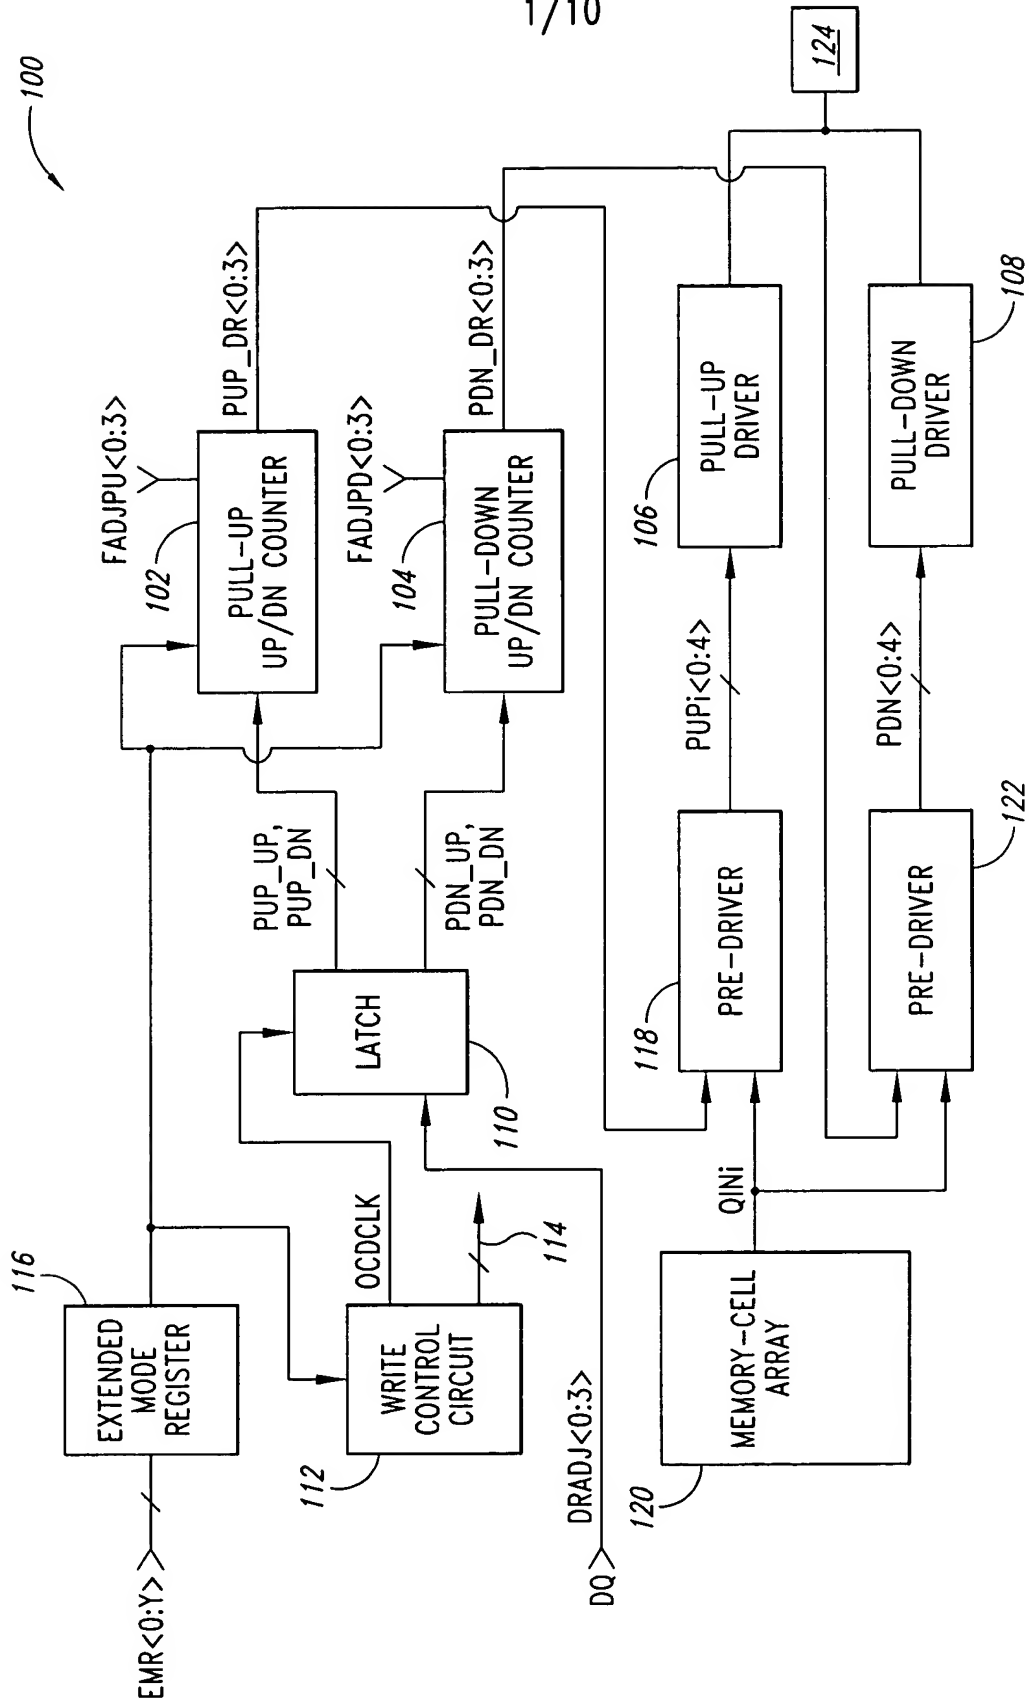 1/10
100
EMR<0:Y>
EXTENDED
MODE
REGISTER
116
WRITE
CONTROL
CIRCUIT
112
OCDCLK
114
DQ
DRADJ<0:3>
LATCH
110
PUP_UP,
PUP_DN
PDN_UP,
PDN_DN
FADJPU<0:3>
102
PULL-UP
UP/DN COUNTER
PUP_DR<0:3>
FADJPD<0:3>
104
PULL-DOWN
UP/DN COUNTER
PDN_DR<0:3>
MEMORY-CELL
ARRAY
120
QINi
118
PRE-DRIVER
PUPi<0:4>
106
PULL-UP
DRIVER
PRE-DRIVER
122
PDN<0:4>
PULL-DOWN
DRIVER
108
124